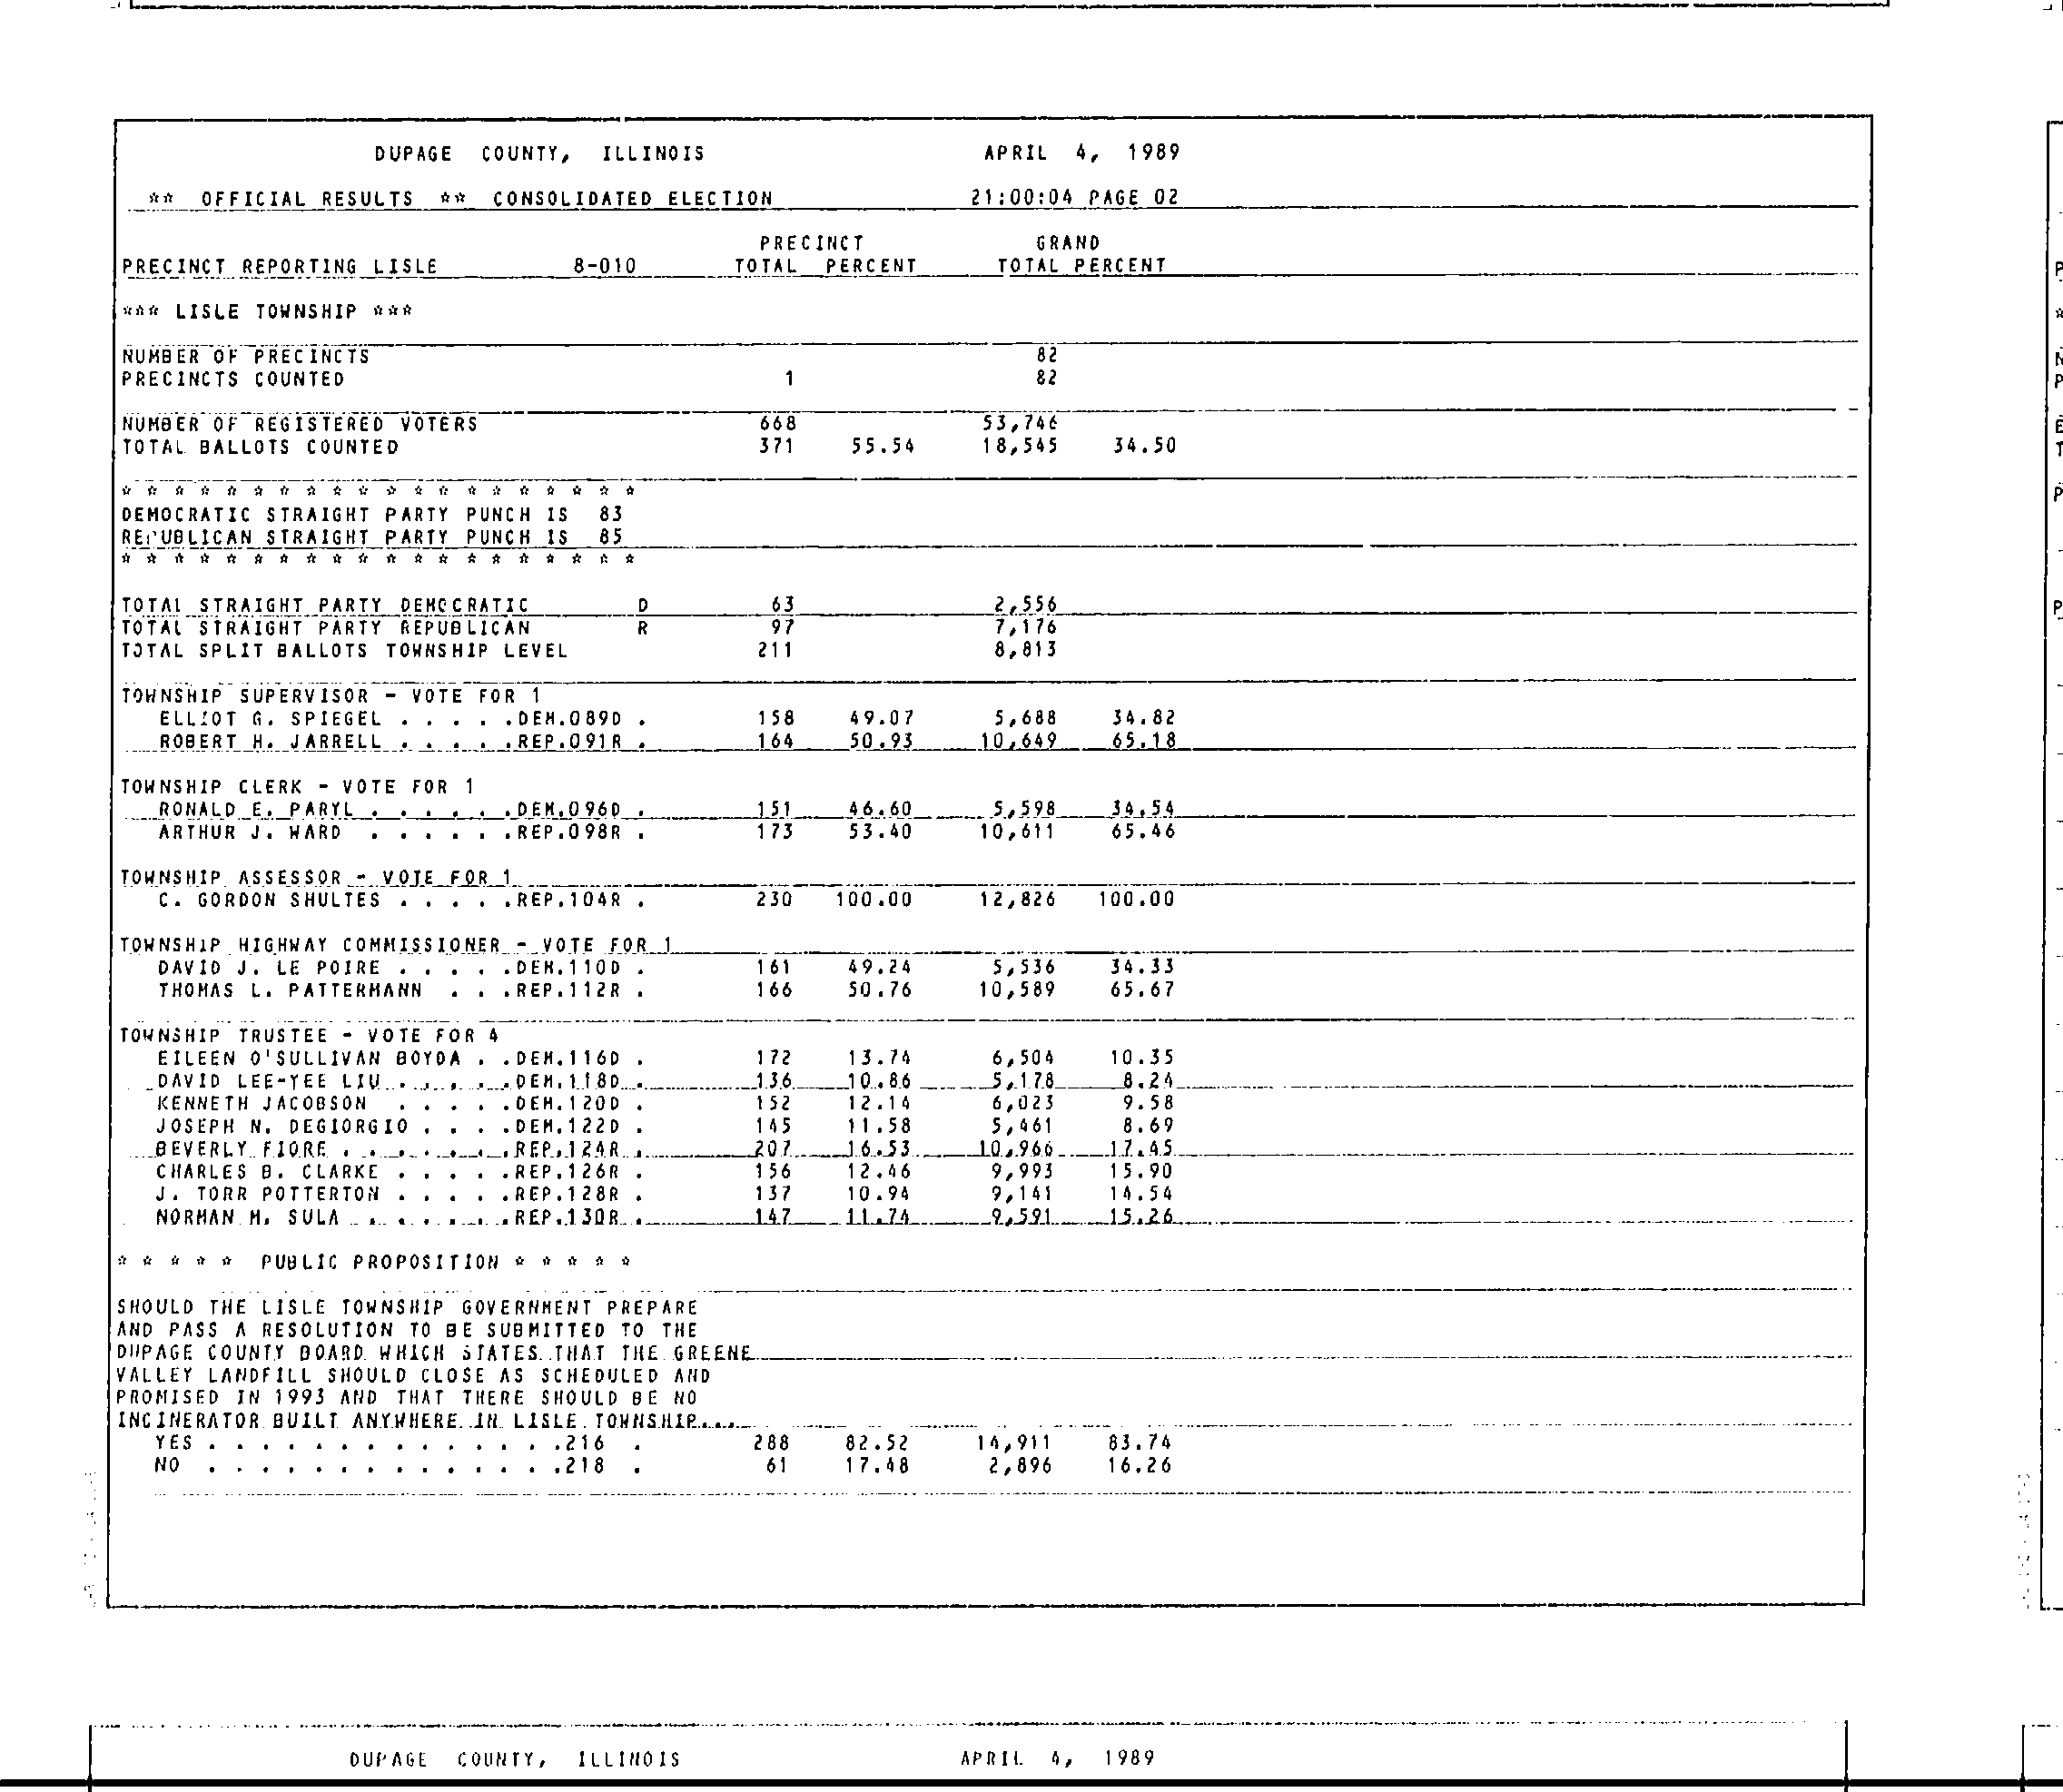 DUPAGE COUNTY, ILLINOIS APRIL 4, 1989
** OFFICIAL RESULTS ** CONSOLIDATED ELECTION 21:00:04 PAGE 02
PRECINCT GRAND
PRECINCT REPORTING LISLE 8-010 TOTAL PERCENT TOTAL PERCENT
*** LISLE TOWNSHIP ***
NUMBER OF PRECINCTS 82
PRECINCTS COUNTED 1 82
NUMBER OF REGISTERED VOTERS 668 53,746
TOTAL BALLOTS COUNTED 371 55.54 18,545 34.50
* * * * * * * * * * * * * * * * * * * *
DEMOCRATIC STRAIGHT PARTY PUNCH IS 83
REPUBLICAN STRAIGHT PARTY PUNCH IS 85
* * * * * * * * * * * * * * * * * * * *
TOTAL STRAIGHT PARTY DEMOCRATIC D 63 2,556
TOTAL STRAIGHT PARTY REPUBLICAN R 97 7,176
TOTAL SPLIT BALLOTS TOWNSHIP LEVEL 211 8,813
TOWNSHIP SUPERVISOR - VOTE FOR 1
ELLIOT G. SPIEGEL . . . . .DEM.089D . 158 49.07 5,688 34.82
ROBERT H. JARRELL . . . . .REP.091R . 164 50.93 10,649 65.18
TOWNSHIP CLERK - VOTE FOR 1
RONALD E. PARYL . . . . . .DEM.096D . 151 46.60 5,598 34.54
ARTHUR J. WARD . . . . . .REP.098R . 173 53.40 10,611 65.46
TOWNSHIP ASSESSOR - VOTE FOR 1
C. GORDON SHULTES . . . . .REP.104R . 230 100.00 12,826 100.00
TOWNSHIP HIGHWAY COMMISSIONER - VOTE FOR 1
DAVID J. LE POIRE . . . . .DEM.110D . 161 49.24 5,536 34.33
THOMAS L. PATTERMANN . . .REP.112R . 166 50.76 10,589 65.67
TOWNSHIP TRUSTEE - VOTE FOR 4
EILEEN O'SULLIVAN BOYDA . .DEM.116D . 172 13.74 6,504 10.35
DAVID LEE-YEE LIU . . . . .DEM.118D . 136 10.86 5,178 8.24
KENNETH JACOBSON . . . . .DEM.120D . 152 12.14 6,023 9.58
JOSEPH N. DEGIORGIO . . . .DEM.122D . 145 11.58 5,461 8.69
BEVERLY FIORE . . . . . . .REP.124R . 207 16.53 10,966 17.45
CHARLES B. CLARKE . . . . .REP.126R . 156 12.46 9,993 15.90
J. TORR POTTERTON . . . . .REP.128R . 137 10.94 9,141 14.54
NORMAN M. SULA . . . . . .REP.130R . 147 11.74 9,591 15.26
* * * * * PUBLIC PROPOSITION * * * * *
SHOULD THE LISLE TOWNSHIP GOVERNMENT PREPARE
AND PASS A RESOLUTION TO BE SUBMITTED TO THE
DUPAGE COUNTY BOARD WHICH STATES THAT THE GREENE
VALLEY LANDFILL SHOULD CLOSE AS SCHEDULED AND
PROMISED IN 1993 AND THAT THERE SHOULD BE NO
INCINERATOR BUILT ANYWHERE IN LISLE TOWNSHIP...
YES . . . . . . . . . . . . . .216 . 288 82.52 14,911 83.74
NO . . . . . . . . . . . . . .218 . 61 17.48 2,896 16.26
DUPAGE COUNTY, ILLINOIS APRIL 4, 1989